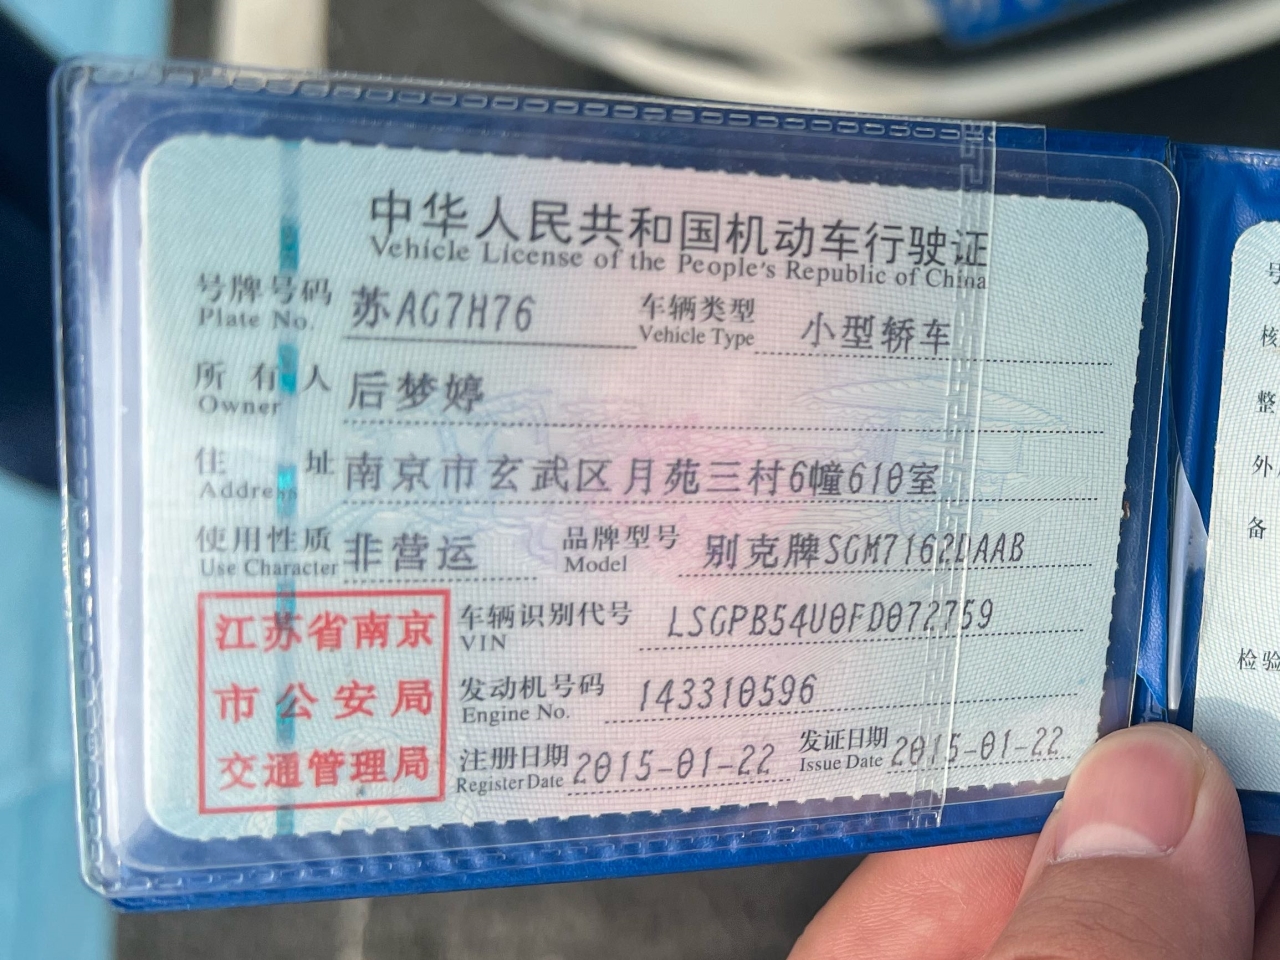 中华人民共和国机动车行驶证
Vehicle License of the People's Republic of China
号牌号码 苏AG7H76 车辆类型 小型轿车
Plate No. Vehicle Type
所有人 后梦婷
Owner
住址 南京市玄武区月苑三村6幢610室
Address
使用性质 非营运 品牌型号 别克牌SGM7162DAAB
Use Character Model
江苏省南京
市公安局
交通管理局
车辆识别代号 LSGPB54U0FD072759
VIN
发动机号码 143310596
Engine No.
注册日期 2015-01-22 发证日期 2015-01-22
Register Date Issue Date
号
核
整
外
备
检验